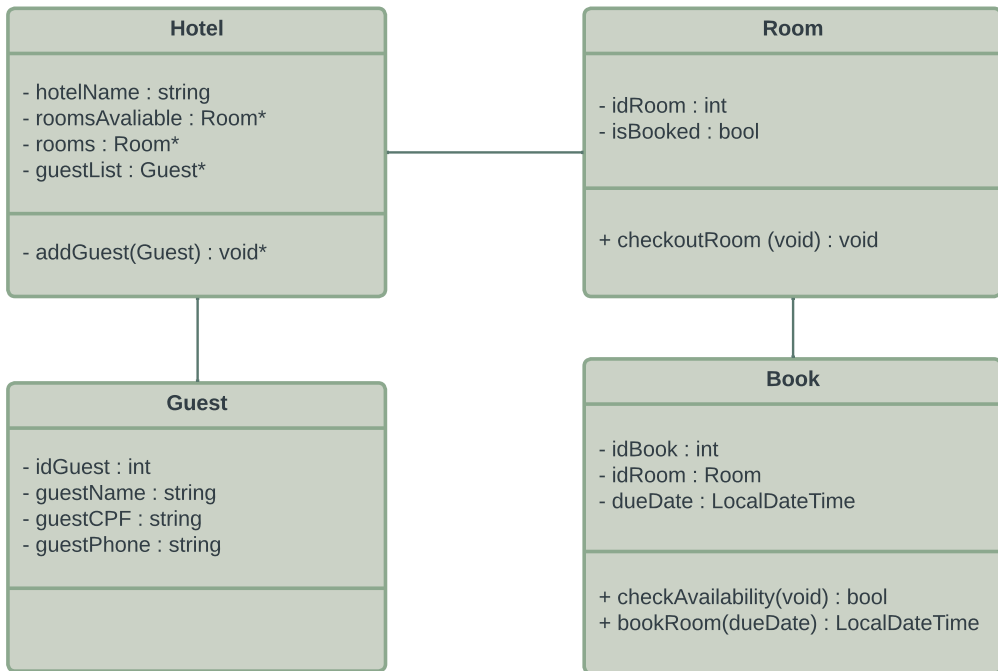 Hotel
- hotelName : string
- roomsAvaliable : Room*
- rooms : Room*
- guestList : Guest*
- addGuest(Guest) : void*
Room
- idRoom : int
- isBooked : bool
+ checkoutRoom (void) : void
Guest
- idGuest : int
- guestName : string
- guestCPF : string
- guestPhone : string
Book
- idBook : int
- idRoom : Room
- dueDate : LocalDateTime
+ checkAvailability(void) : bool
+ bookRoom(dueDate) : LocalDateTime